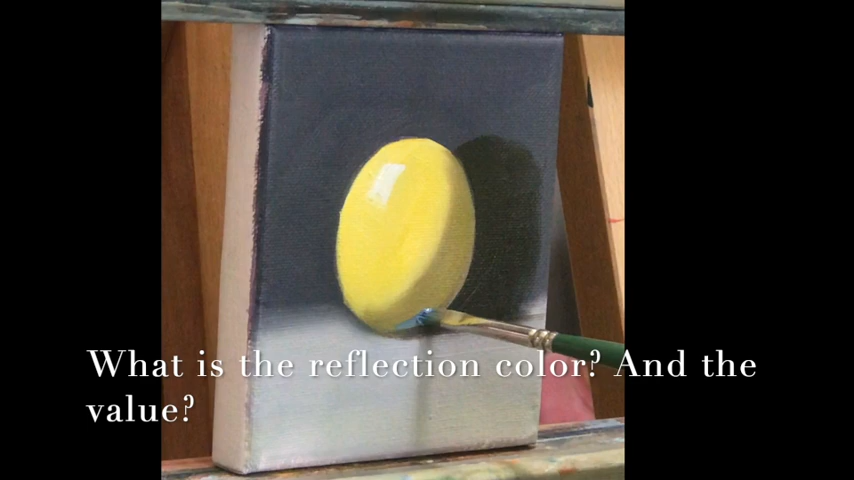 What is the reflection color? And the
value?